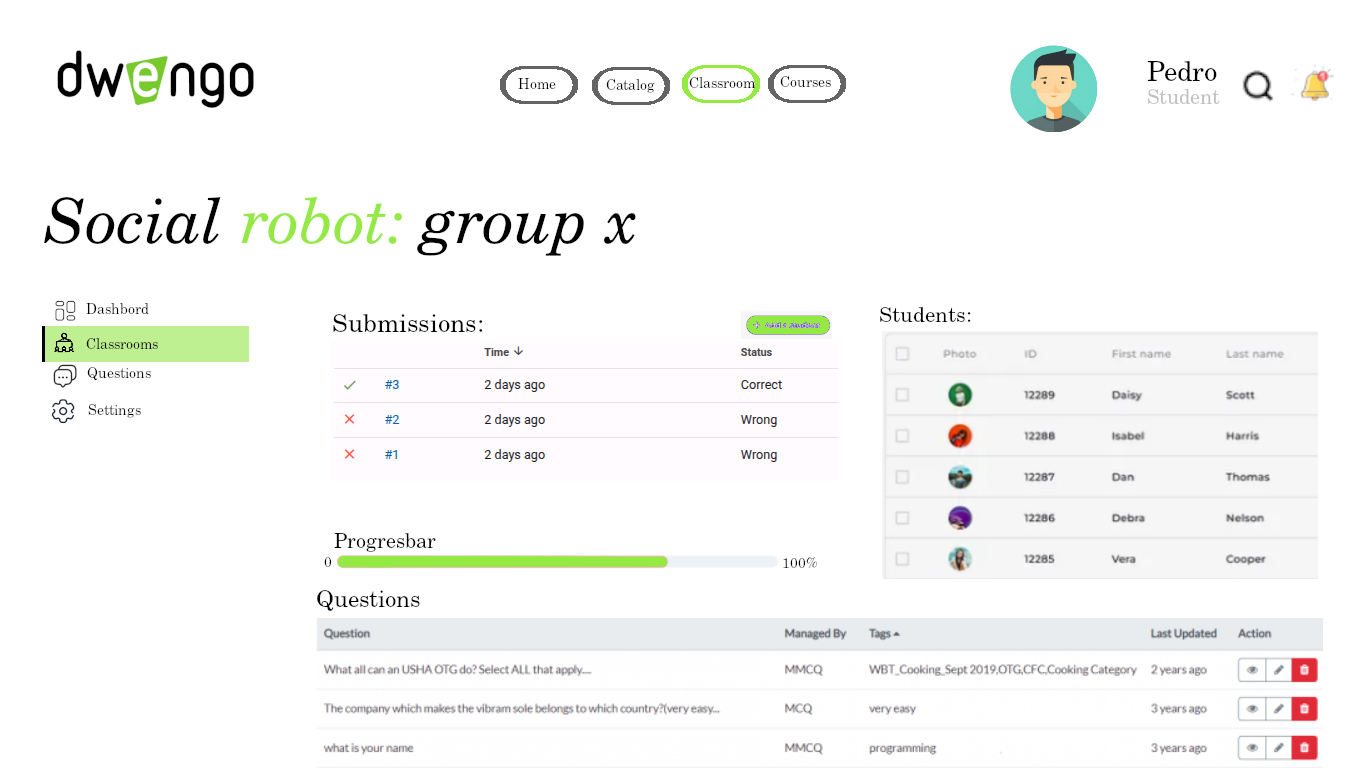 dwengo
Home
Catalog
Classroom
Courses
Pedro
Student
Social robot: group x
Dashbord
Classrooms
Questions
Settings
Submissions:
Time Status
#3 2 days ago Correct
#2 2 days ago Wrong
#1 2 days ago Wrong
Progresbar
0 100%
Students:
Photo ID First name Last name
12289 Daisy Scott
12288 Isabel Harris
12287 Dan Thomas
12286 Debra Nelson
12285 Vera Cooper
Questions
Question Managed By Tags Last Updated Action
What all can an USHA OTG do? Select ALL that apply.... MMCQ WBT_Cooking_Sept 2019,OTG,CFC,Cooking Category 2 years ago
The company which makes the vibram sole belongs to which country?(very easy... MCQ very easy 3 years ago
what is your name MMCQ programming 3 years ago